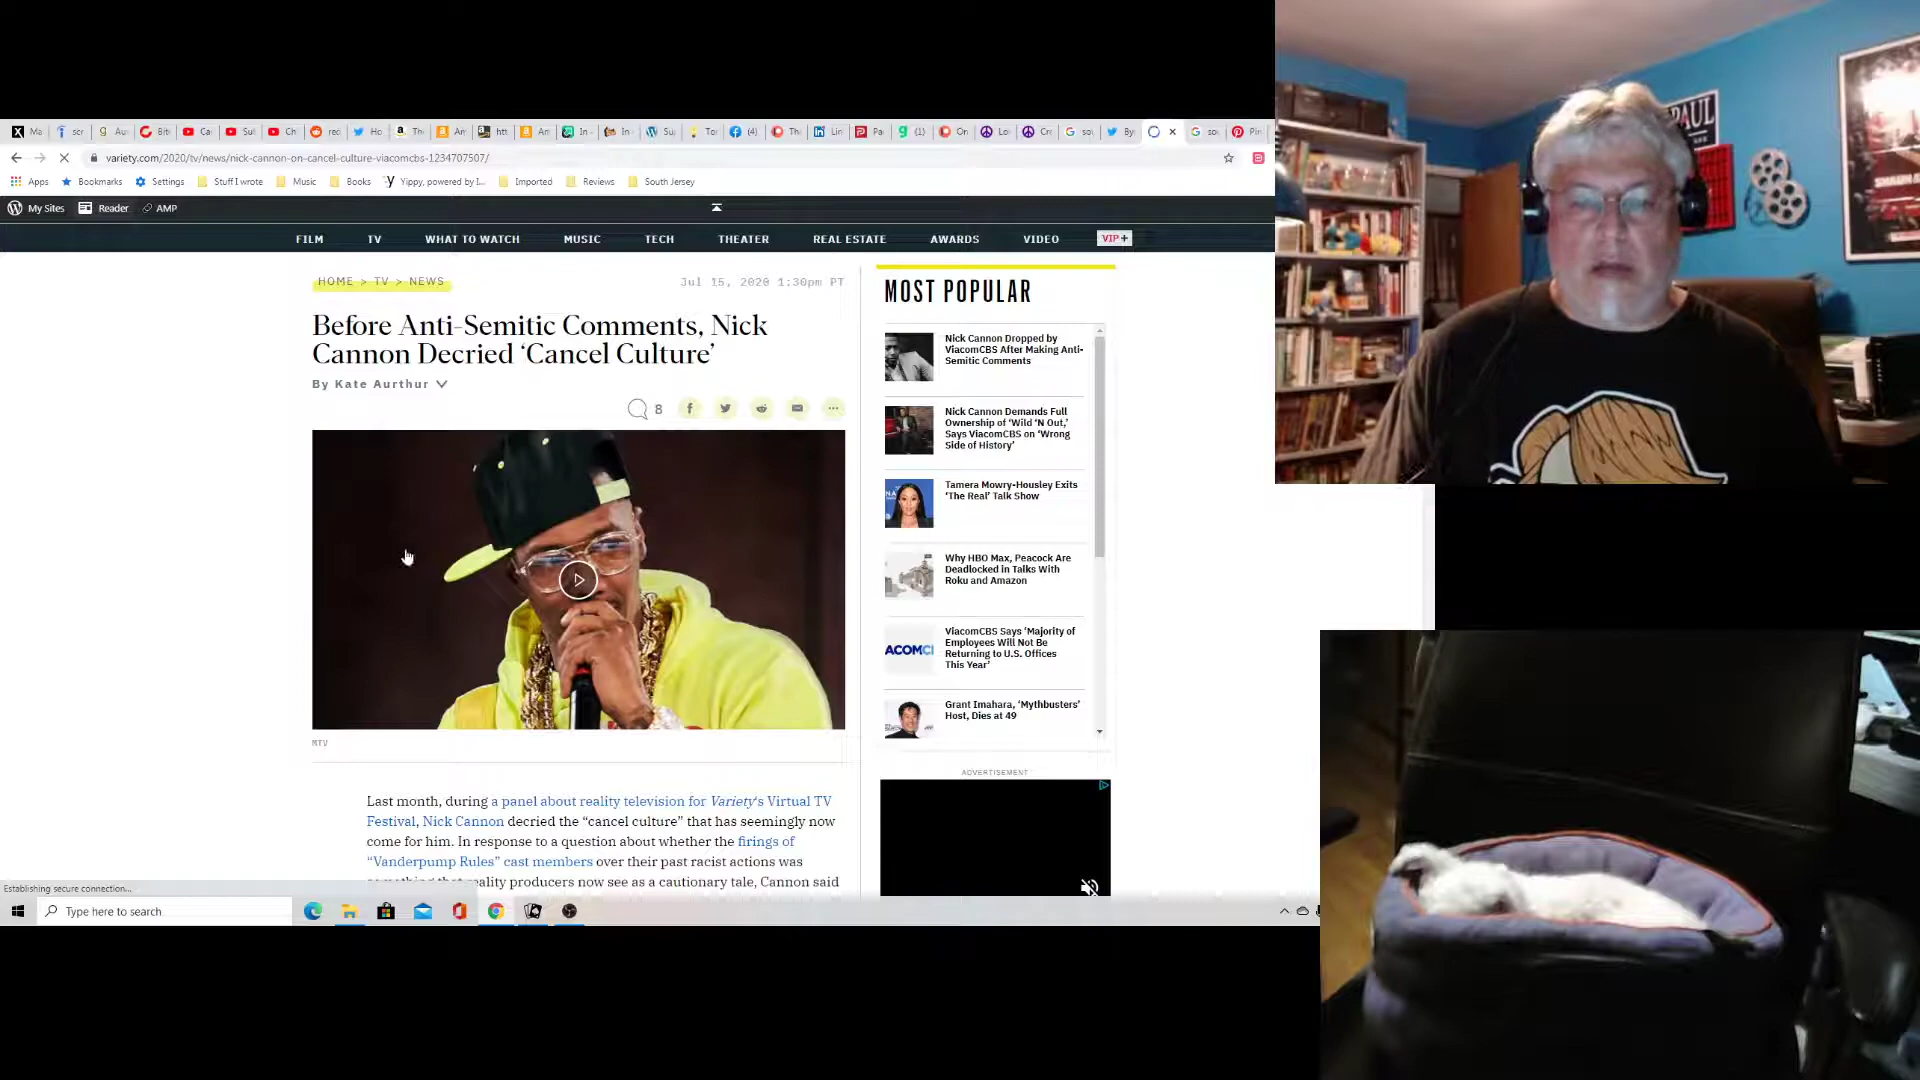 variety.com/2020/tv/news/nick-cannon-on-cancel-culture-viacomcbs-1234707507/
Apps
Bookmarks
Settings
Stuff I wrote
Music
Books
Yippy, powered by I...
Imported
Reviews
South Jersey
My Sites
Reader
AMP
FILM
TV
WHAT TO WATCH
MUSIC
TECH
THEATER
REAL ESTATE
AWARDS
VIDEO
VIP+
HOME > TV > NEWS
Jul 15, 2020 1:30pm PT
Before Anti-Semitic Comments, Nick
Cannon Decried ‘Cancel Culture’
By Kate Aurthur
8
MTV
Last month, during a panel about reality television for Variety‘s Virtual TV
Festival, Nick Cannon decried the “cancel culture” that has seemingly now
come for him. In response to a question about whether the firings of
“Vanderpump Rules” cast members over their past racist actions was
reality producers now see as a cautionary tale, Cannon said
MOST POPULAR
Nick Cannon Dropped by
ViacomCBS After Making Anti-
Semitic Comments
Nick Cannon Demands Full
Ownership of ‘Wild ‘N Out,’
Says ViacomCBS on ‘Wrong
Side of History’
Tamera Mowry-Housley Exits
‘The Real’ Talk Show
Why HBO Max, Peacock Are
Deadlocked in Talks With
Roku and Amazon
ACOMC
ViacomCBS Says ‘Majority of
Employees Will Not Be
Returning to U.S. Offices
This Year’
Grant Imahara, ‘Mythbusters’
Host, Dies at 49
ADVERTISEMENT
Establishing secure connection...
Type here to search
PAUL